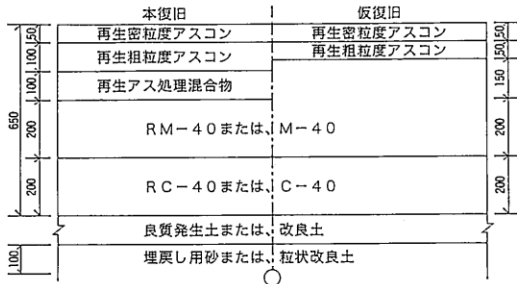 本復旧 仮復旧
再生密粒度アスコン 再生密粒度アスコン
再生粗粒度アスコン 再生粗粒度アスコン
再生アス処理混合物
RM-40または、M-40
RC-40または、C-40
良質発生土または、改良土
埋戻し用砂または、粒状改良土
650
50
100
100
200
200
100
50
50
150
200
200